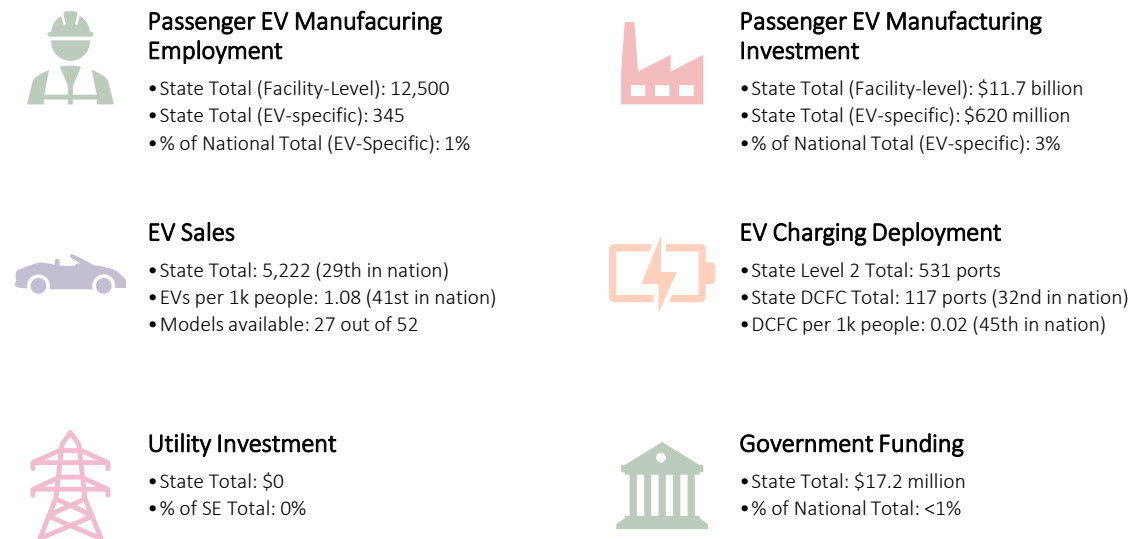 Passenger EV Manufacuring
Employment
•State Total (Facility-Level): 12,500
•State Total (EV-specific): 345
•% of National Total (EV-Specific): 1%
Passenger EV Manufacturing
Investment
•State Total (Facility-level): $11.7 billion
•State Total (EV-specific): $620 million
•% of National Total (EV-specific): 3%
EV Sales
•State Total: 5,222 (29th in nation)
•EVs per 1k people: 1.08 (41st in nation)
•Models available: 27 out of 52
EV Charging Deployment
•State Level 2 Total: 531 ports
•State DCFC Total: 117 ports (32nd in nation)
•DCFC per 1k people: 0.02 (45th in nation)
Utility Investment
•State Total: $0
•% of SE Total: 0%
Government Funding
•State Total: $17.2 million
•% of National Total: <1%